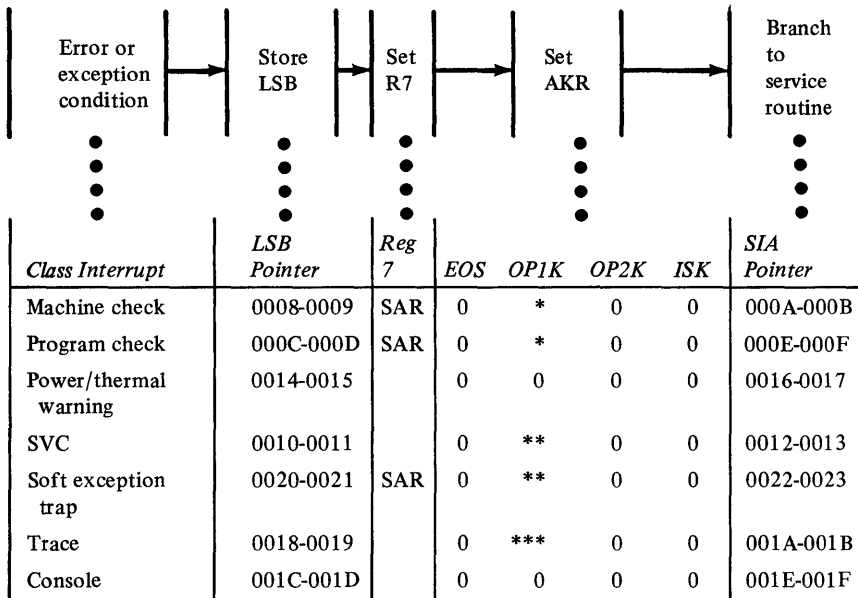 Error or exception condition
Store LSB
Set R7
Set AKR
Branch to service routine
Class Interrupt LSB Pointer Reg 7 EOS OP1K OP2K ISK SIA Pointer
Machine check 0008-0009 SAR 0 * 0 0 000A-000B
Program check 000C-000D SAR 0 * 0 0 000E-000F
Power/thermal warning 0014-0015 0 0 0 0 0016-0017
SVC 0010-0011 0 ** 0 0 0012-0013
Soft exception trap 0020-0021 SAR 0 ** 0 0 0022-0023
Trace 0018-0019 0 *** 0 0 001A-001B
Console 001C-001D 0 0 0 0 001E-001F